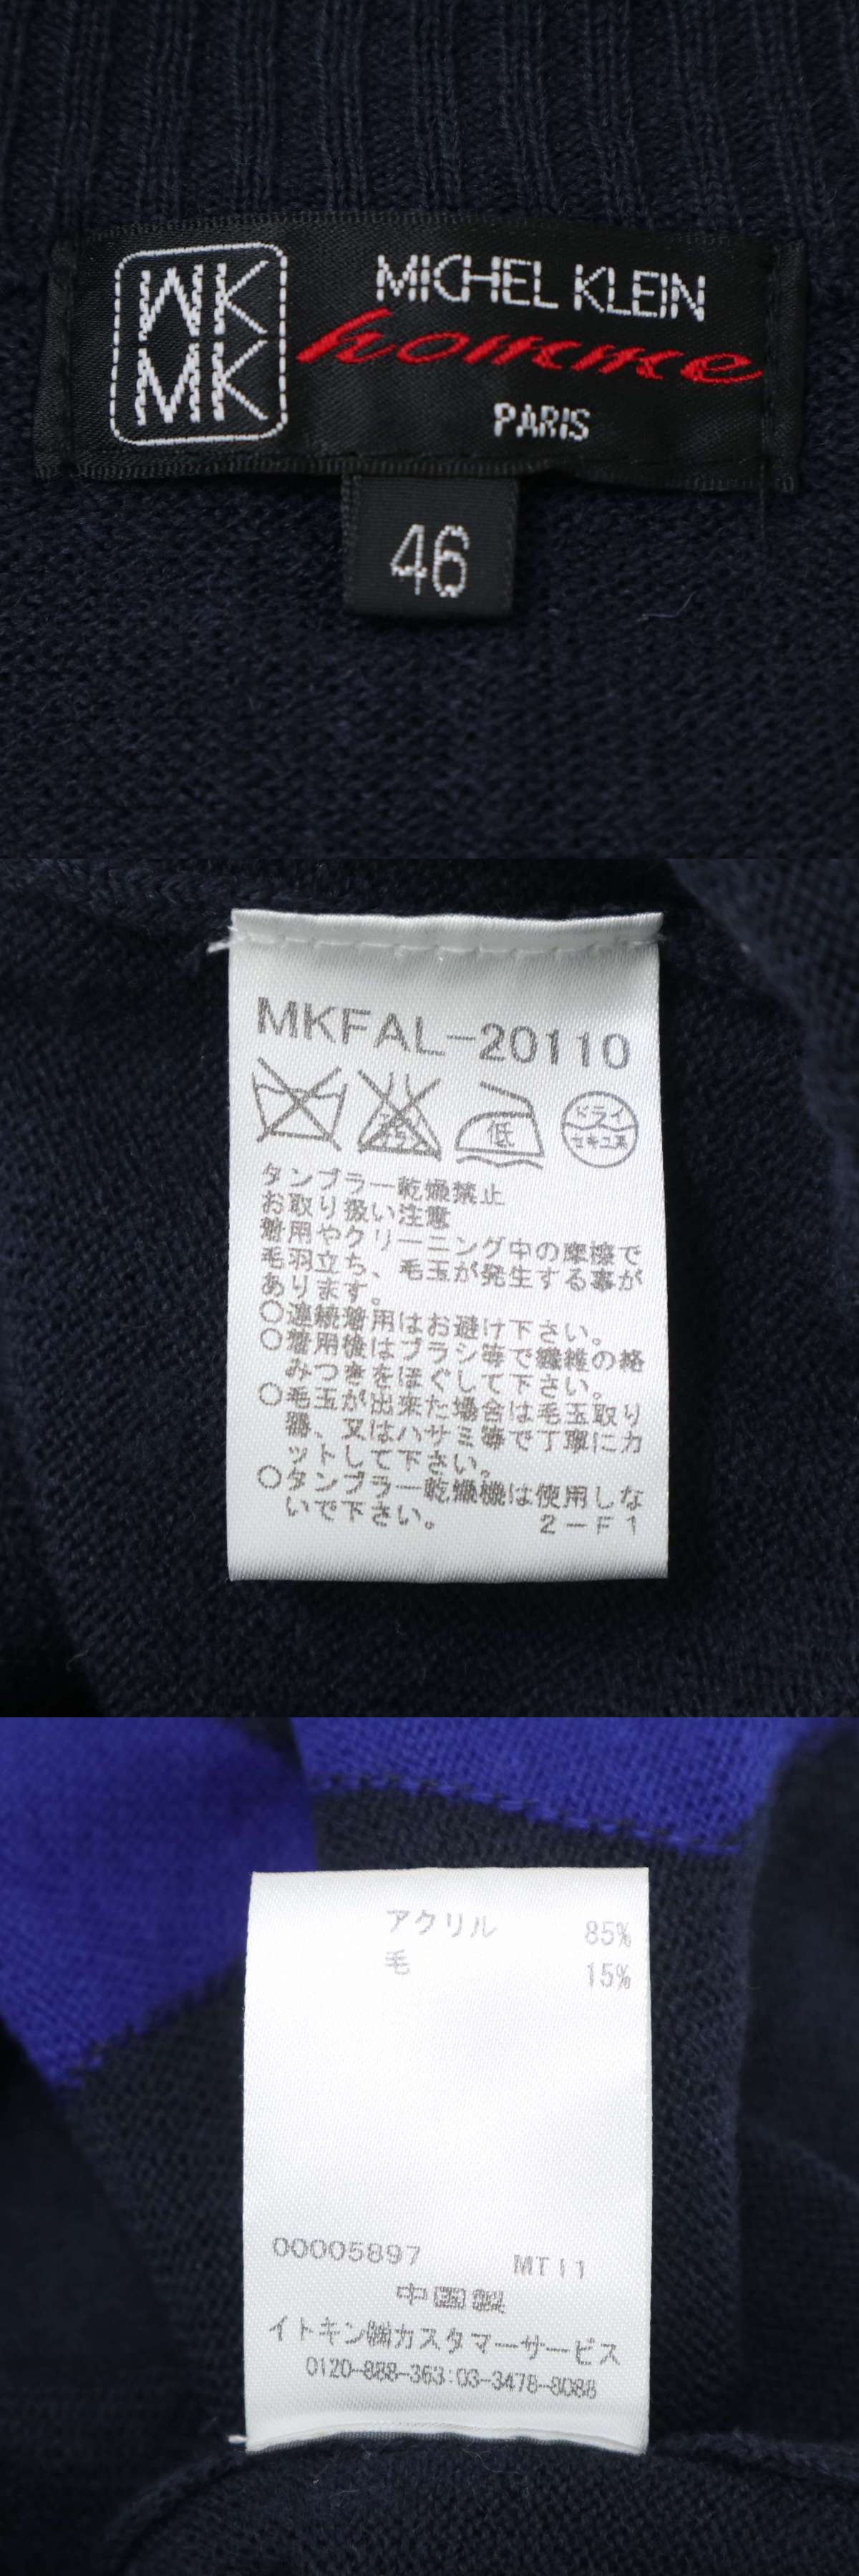 MK
MK
MICHEL KLEIN
homme
PARIS
46
MKFAL-20110
低
ドライ
セキユ系
タンブラー乾燥禁止
お取り扱い注意
着用やクリーニング中の摩擦で
毛羽立ち、毛玉が発生する事が
あります。
○連続着用はお避け下さい。
○着用後はブラシ等で繊維の絡
みつきをほぐして下さい。
○毛玉が出来た場合は毛玉取り
器、又はハサミ等で丁寧にカ
ットして下さい。
○タンブラー乾燥機は使用しな
いで下さい。 2-F1
アクリル 85%
毛 15%
00005897 MTI1
中国製
イトキン㈱カスタマーサービス
0120-888-363:03-3478-8088